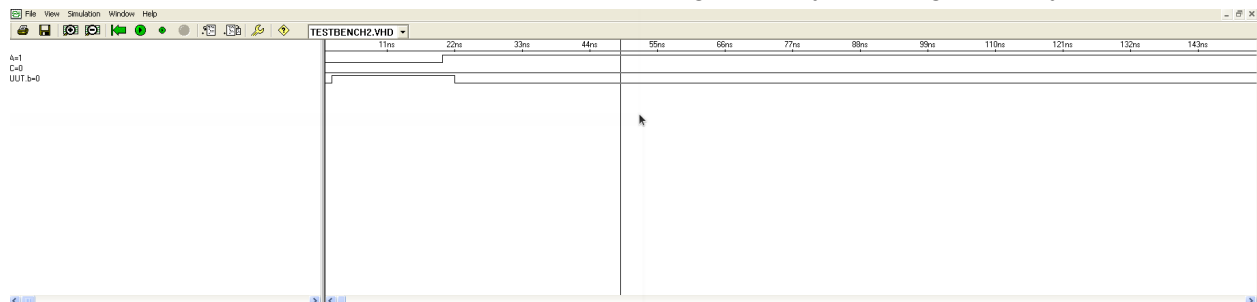 File View Simulation Window Help
TESTBENCH2.VHD
11ns 22ns 33ns 44ns 55ns 66ns 77ns 88ns 99ns 110ns 121ns 132ns 143ns
A=1
C=0
UUT.b=0